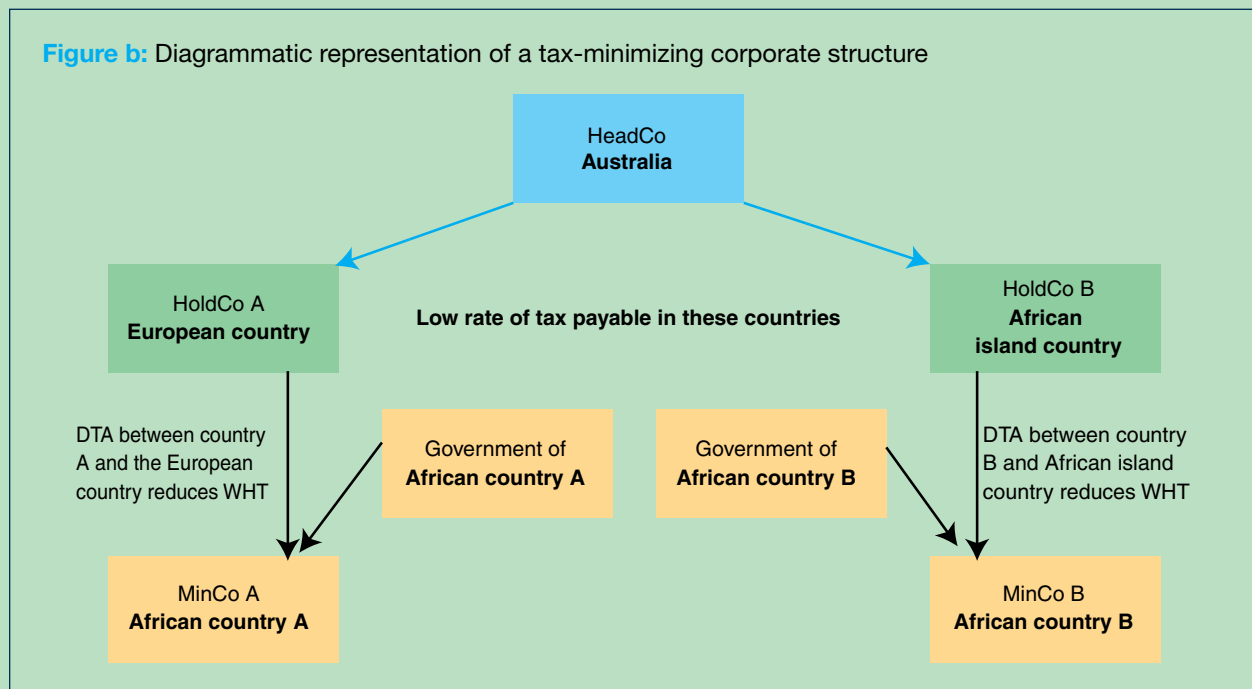 Figure b: Diagrammatic representation of a tax-minimizing corporate structure
HeadCo
Australia
HoldCo A
European country
Low rate of tax payable in these countries
HoldCo B
African
island country
DTA between country
A and the European
country reduces WHT
Government of
African country A
Government of
African country B
DTA between country
B and African island
country reduces WHT
MinCo A
African country A
MinCo B
African country B